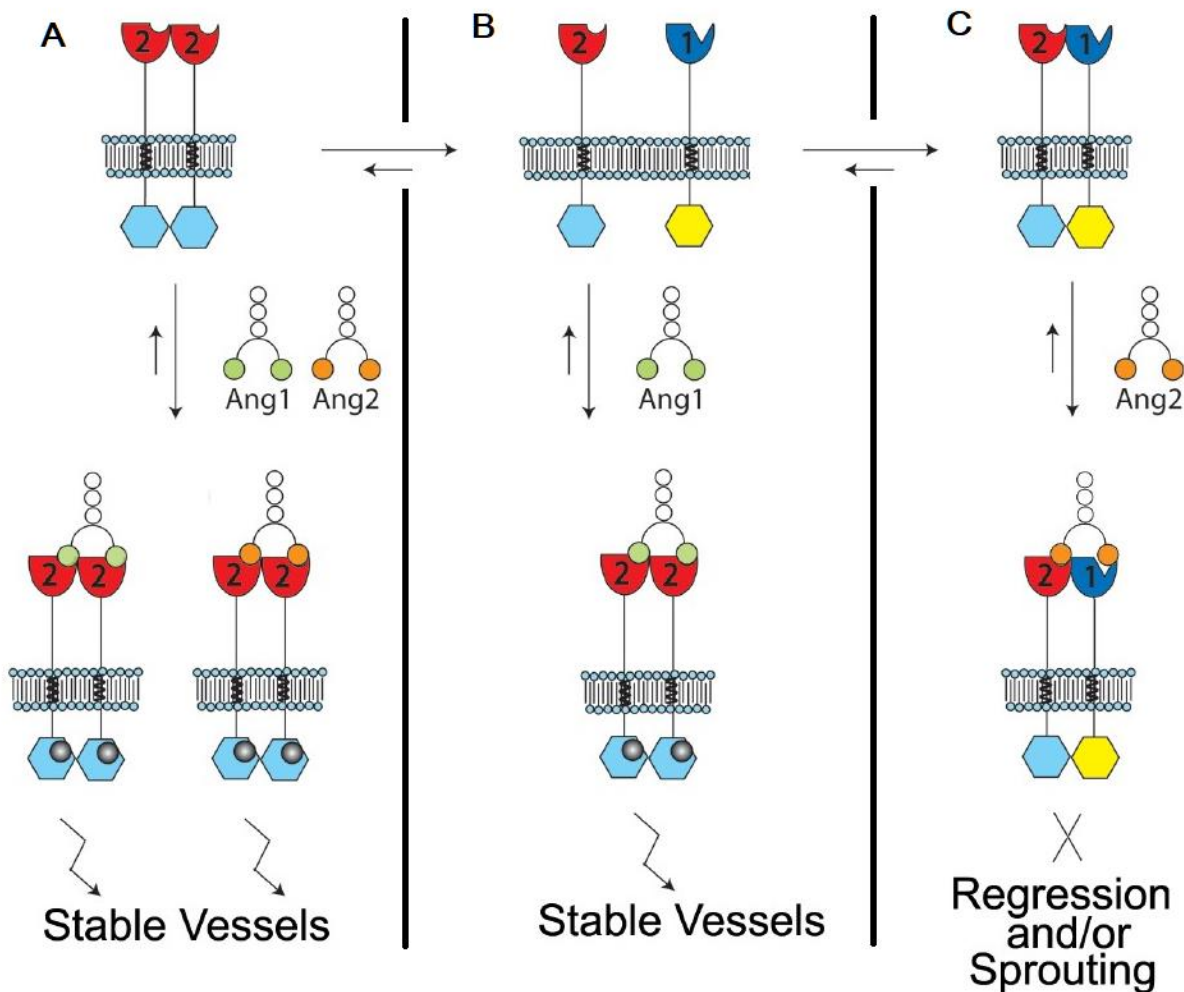 A
B
C
2 2
2 1
2 1
Ang1 Ang2
Ang1
Ang2
2 2
2 2
2 2
2 1
Stable Vessels
Stable Vessels
Regression
and/or
Sprouting